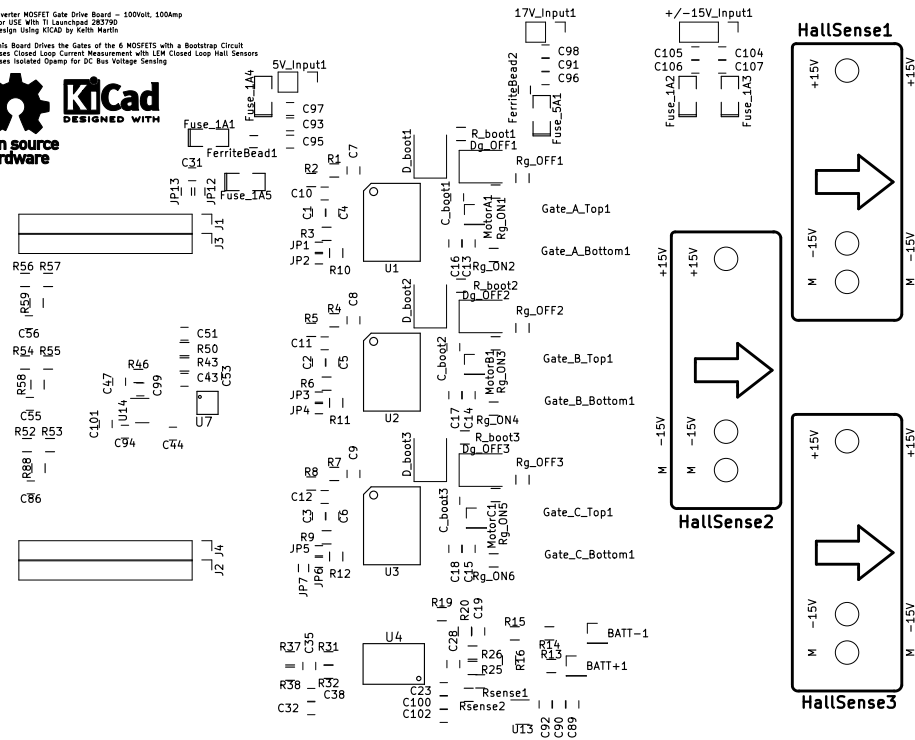 verter MOSFET Gate Drive Board - 100Volt, 100Amp
or USE With TI Launchpad 28379D
esign Using KiCAD by Keith Martin
his Board Drives the Gates of the 6 MOSFETS with a Bootstrap Circuit
ses Closed Loop Current Measurement with LEM Closed Loop Hall Sensors
ses Isolated Opamp for DC Bus Voltage Sensing
KiCad
DESIGNED WITH
n source
rdware
5V_Input1
17V_Input1
+/-15V_Input1
HallSense1
Fuse_1A4
C97
C93
C95
Fuse_1A1
FerriteBead1
C31
JP13
JP12
Fuse_1A5
FerriteBead2
C98
C91
C96
Fuse_5A1
C105
C106
C104
C107
Fuse_1A2
Fuse_1A3
+15V
+15V
-15V
-15V
M
M
J1
J3
R2
R1
C7
C10
C1
C4
R3
JP1
JP2
R10
U1
D_boot1
R_boot1
Dg_OFF1
Rg_OFF1
C_boot1
MotorA1
Rg_ON1
Gate_A_Top1
Gate_A_Bottom1
C16
C13
Rg_ON2
R_boot2
R56
R57
R59
C56
R54
R55
R58
C55
R52
R53
R88
C86
C51
R50
R43
C43
C53
U7
R46
C47
C99
U14
C101
C94
C44
R5
R4
C8
C11
C2
C5
R6
JP3
JP4
R11
U2
D_boot2
Dg_OFF2
Rg_OFF2
C_boot2
MotorB1
Rg_ON3
Gate_B_Top1
Gate_B_Bottom1
C17
C14
Rg_ON4
R_boot3
+15V
+15V
-15V
-15V
M
M
HallSense2
R8
R7
C9
C12
C3
C6
R9
JP5
JP6
JP7
R12
U3
D_boot3
Dg_OFF3
Rg_OFF3
C_boot3
MotorC1
Rg_ON5
Gate_C_Top1
Gate_C_Bottom1
C18
C15
Rg_ON6
J4
J2
+15V
+15V
-15V
-15V
M
M
HallSense3
R37
C35
R31
R38
R32
C38
C32
U4
R19
R20
C19
C28
R26
R25
C23
C100
C102
Rsense1
Rsense2
R15
R16
R14
R13
BATT-1
BATT+1
U13
C92
C90
C89